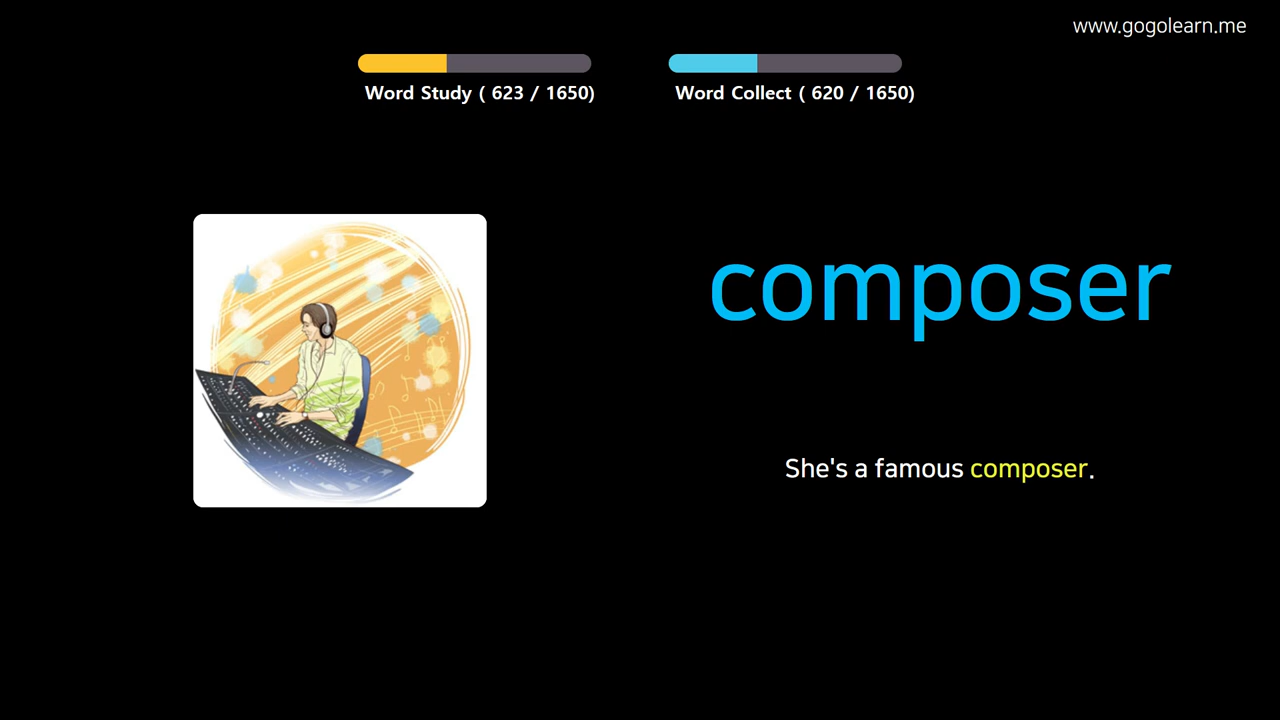 www.gogolearn.me
Word Study ( 623 / 1650)
Word Collect ( 620 / 1650)
composer
She's a famous composer.